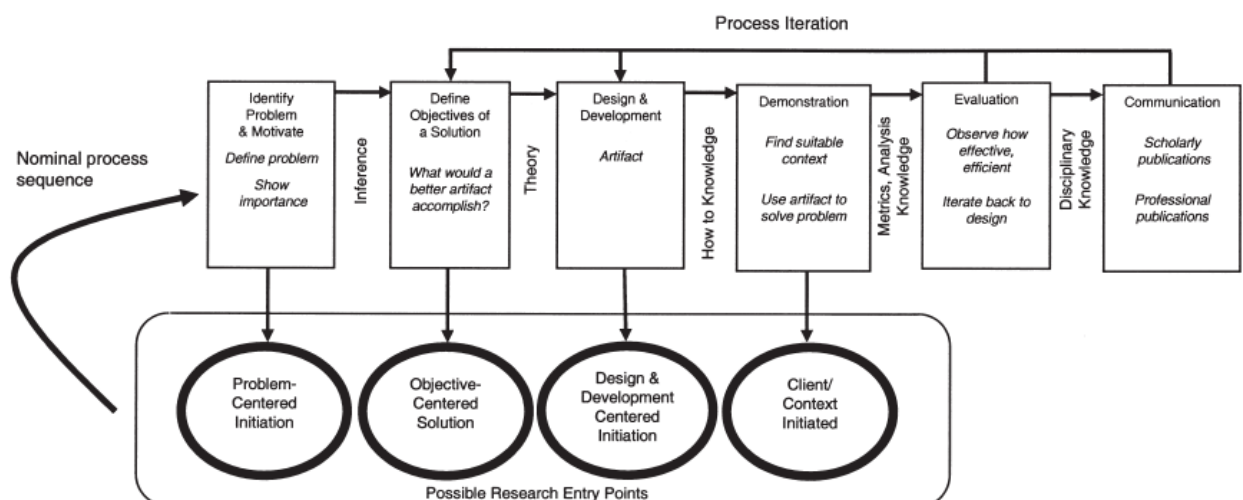 Process Iteration
Nominal process
sequence
Identify
Problem
& Motivate
Define problem
Show
importance
Inference
Define
Objectives of
a Solution
What would a
better artifact
accomplish?
Theory
Design &
Development
Artifact
How to Knowledge
Demonstration
Find suitable
context
Use artifact to
solve problem
Metrics, Analysis
Knowledge
Evaluation
Observe how
effective,
efficient
Iterate back to
design
Disciplinary
Knowledge
Communication
Scholarly
publications
Professional
publications
Problem-
Centered
Initiation
Objective-
Centered
Solution
Design &
Development
Centered
Initiation
Client/
Context
Initiated
Possible Research Entry Points